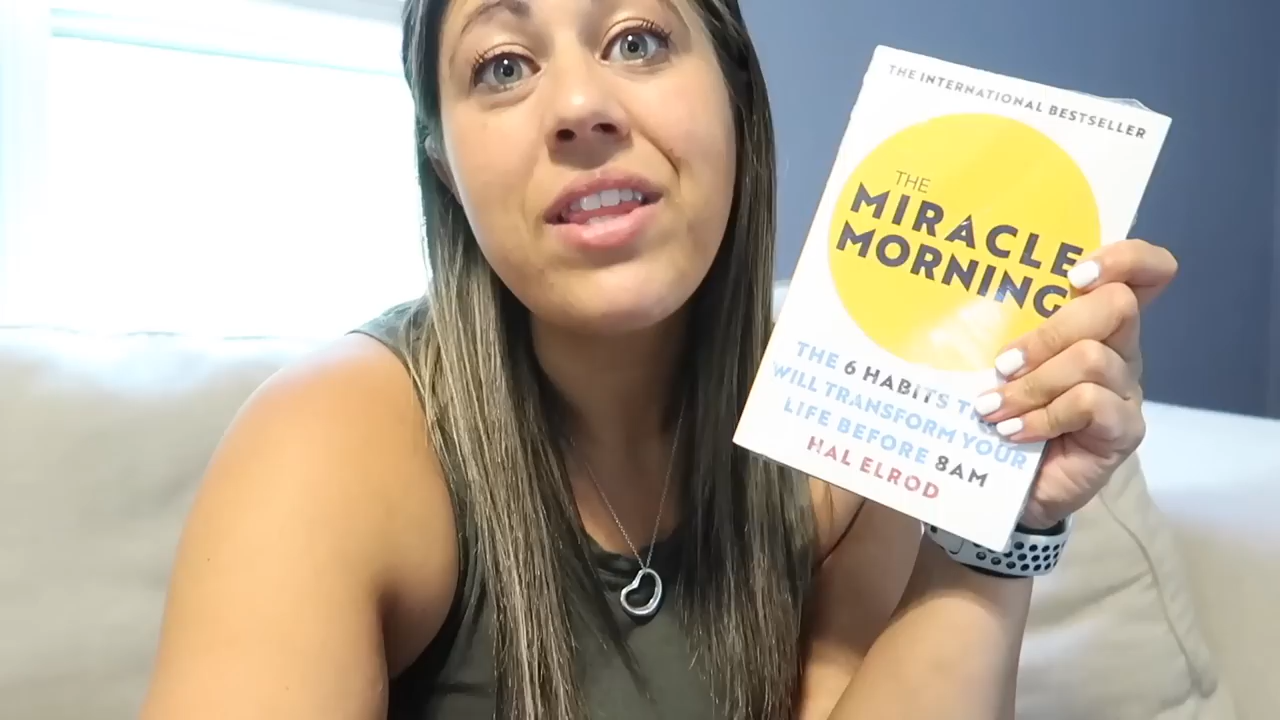 THE INTERNATIONAL BESTSELLER
THE
MIRACLE
MORNING
THE 6 HABITS
WILL TRANSFORM YOUR
LIFE BEFORE 8AM
HAL ELROD